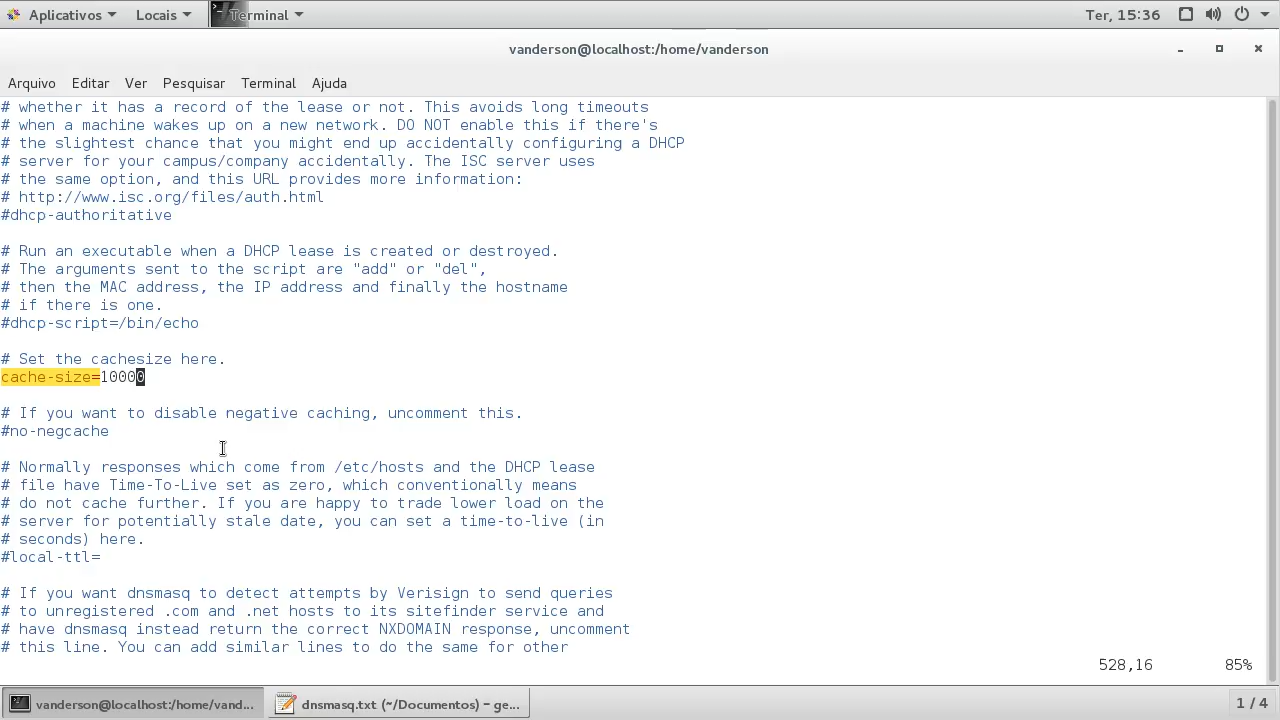 Aplicativos Locais Terminal Ter, 15:36
vanderson@localhost:/home/vanderson
Arquivo Editar Ver Pesquisar Terminal Ajuda
# whether it has a record of the lease or not. This avoids long timeouts
# when a machine wakes up on a new network. DO NOT enable this if there's
# the slightest chance that you might end up accidentally configuring a DHCP
# server for your campus/company accidentally. The ISC server uses
# the same option, and this URL provides more information:
# http://www.isc.org/files/auth.html
#dhcp-authoritative
# Run an executable when a DHCP lease is created or destroyed.
# The arguments sent to the script are "add" or "del",
# then the MAC address, the IP address and finally the hostname
# if there is one.
#dhcp-script=/bin/echo
# Set the cachesize here.
cache-size=10000
# If you want to disable negative caching, uncomment this.
#no-negcache
# Normally responses which come from /etc/hosts and the DHCP lease
# file have Time-To-Live set as zero, which conventionally means
# do not cache further. If you are happy to trade lower load on the
# server for potentially stale date, you can set a time-to-live (in
# seconds) here.
#local-ttl=
# If you want dnsmasq to detect attempts by Verisign to send queries
# to unregistered .com and .net hosts to its sitefinder service and
# have dnsmasq instead return the correct NXDOMAIN response, uncomment
# this line. You can add similar lines to do the same for other
528,16 85%
vanderson@localhost:/home/vand... dnsmasq.txt (~/Documentos) – ge... 1 / 4